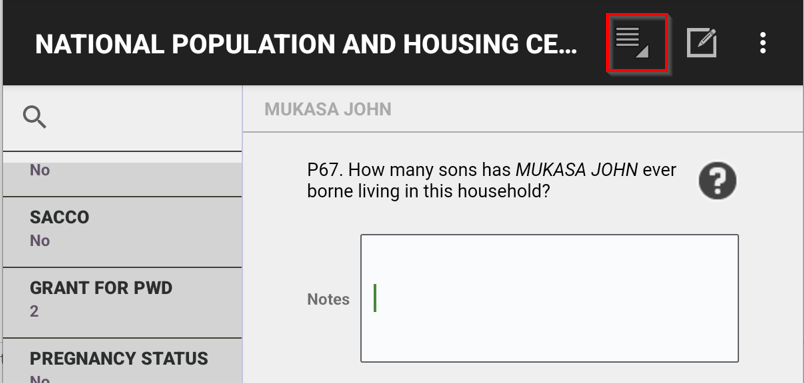 NATIONAL POPULATION AND HOUSING CE...
MUKASA JOHN
No
SACCO
No
GRANT FOR PWD
2
PREGNANCY STATUS
No
P67. How many sons has MUKASA JOHN ever
borne living in this household?
?
Notes